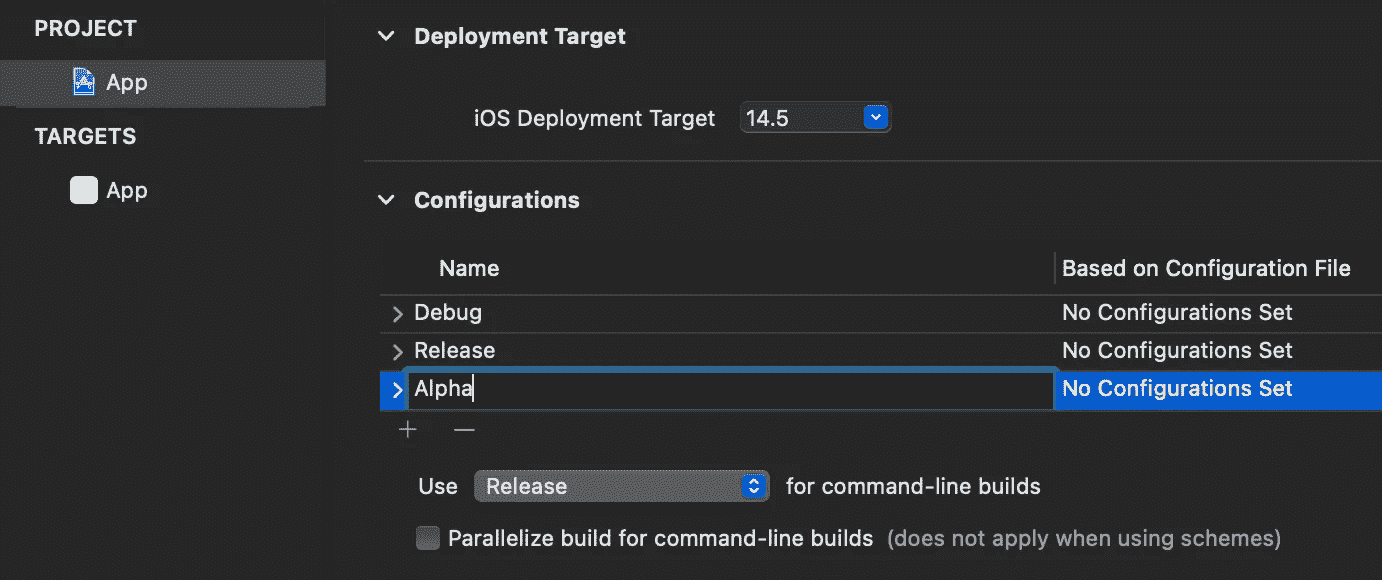 PROJECT
App
TARGETS
App
Deployment Target
iOS Deployment Target 14.5
Configurations
Name Based on Configuration File
Debug No Configurations Set
Release No Configurations Set
Alpha No Configurations Set
Use Release for command-line builds
Parallelize build for command-line builds (does not apply when using schemes)